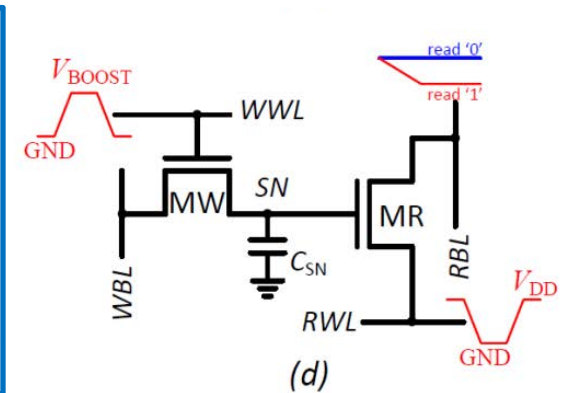 read '0'
V_BOOST
read '1'
WWL
GND
SN
MW
MR
C_SN
WBL
RBL
V_DD
RWL
GND
(d)